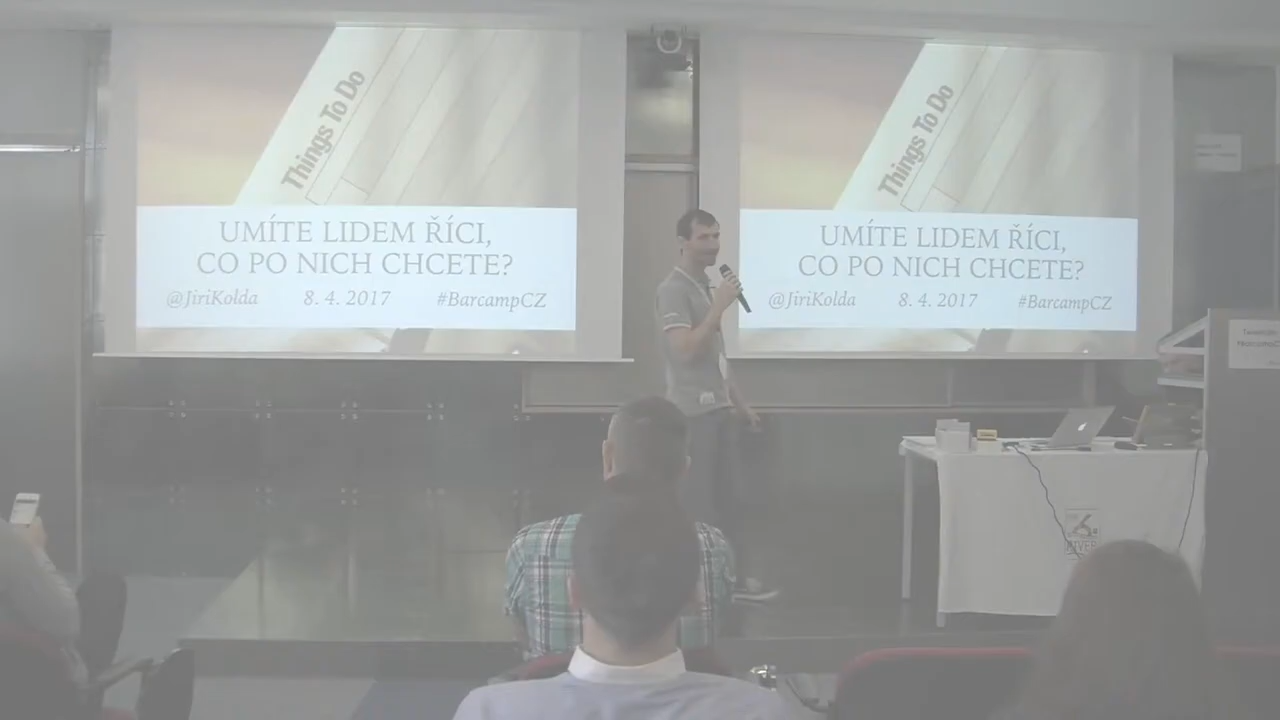 Things To Do
UMÍTE LIDEM ŘÍCI,
CO PO NICH CHCETE?
@JiriKolda 8. 4. 2017 #BarcampCZ
Things To Do
UMÍTE LIDEM ŘÍCI,
CO PO NICH CHCETE?
@JiriKolda 8. 4. 2017 #BarcampCZ